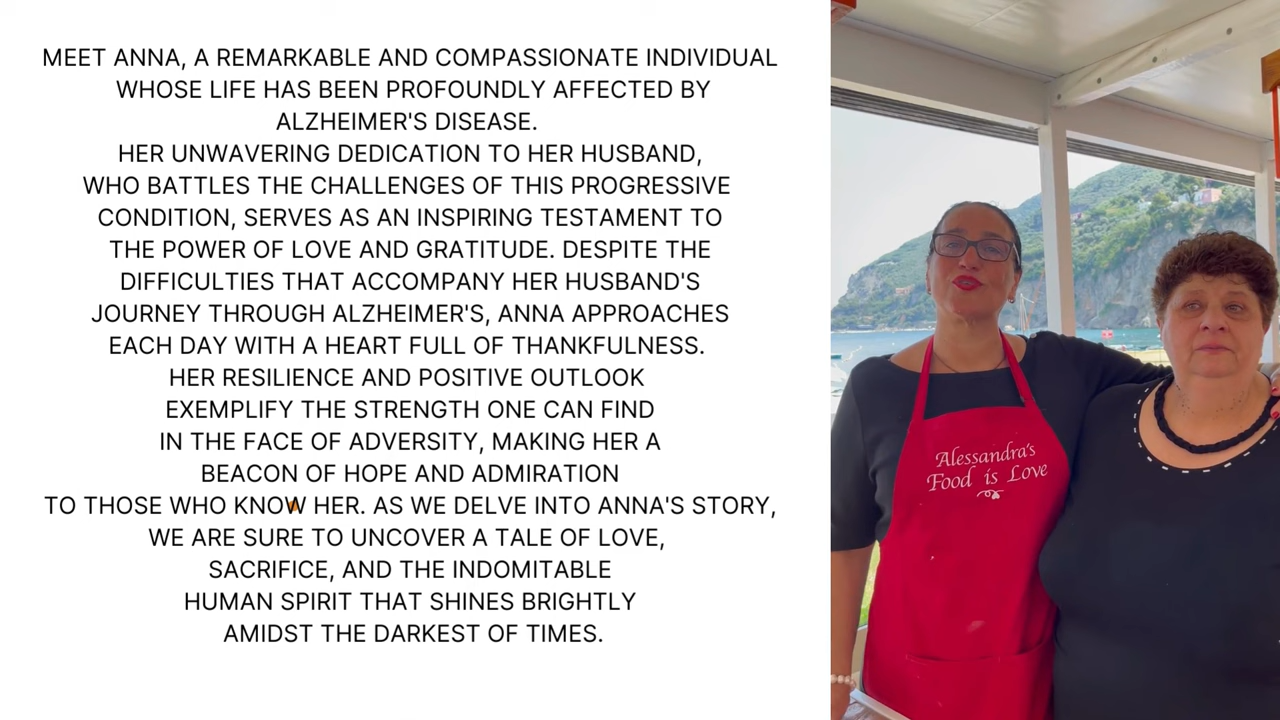 MEET ANNA, A REMARKABLE AND COMPASSIONATE INDIVIDUAL
WHOSE LIFE HAS BEEN PROFOUNDLY AFFECTED BY
ALZHEIMER'S DISEASE.
HER UNWAVERING DEDICATION TO HER HUSBAND,
WHO BATTLES THE CHALLENGES OF THIS PROGRESSIVE
CONDITION, SERVES AS AN INSPIRING TESTAMENT TO
THE POWER OF LOVE AND GRATITUDE. DESPITE THE
DIFFICULTIES THAT ACCOMPANY HER HUSBAND'S
JOURNEY THROUGH ALZHEIMER'S, ANNA APPROACHES
EACH DAY WITH A HEART FULL OF THANKFULNESS.
HER RESILIENCE AND POSITIVE OUTLOOK
EXEMPLIFY THE STRENGTH ONE CAN FIND
IN THE FACE OF ADVERSITY, MAKING HER A
BEACON OF HOPE AND ADMIRATION
TO THOSE WHO KNOW HER. AS WE DELVE INTO ANNA'S STORY,
WE ARE SURE TO UNCOVER A TALE OF LOVE,
SACRIFICE, AND THE INDOMITABLE
HUMAN SPIRIT THAT SHINES BRIGHTLY
AMIDST THE DARKEST OF TIMES.
Alessandra's
Food is Love